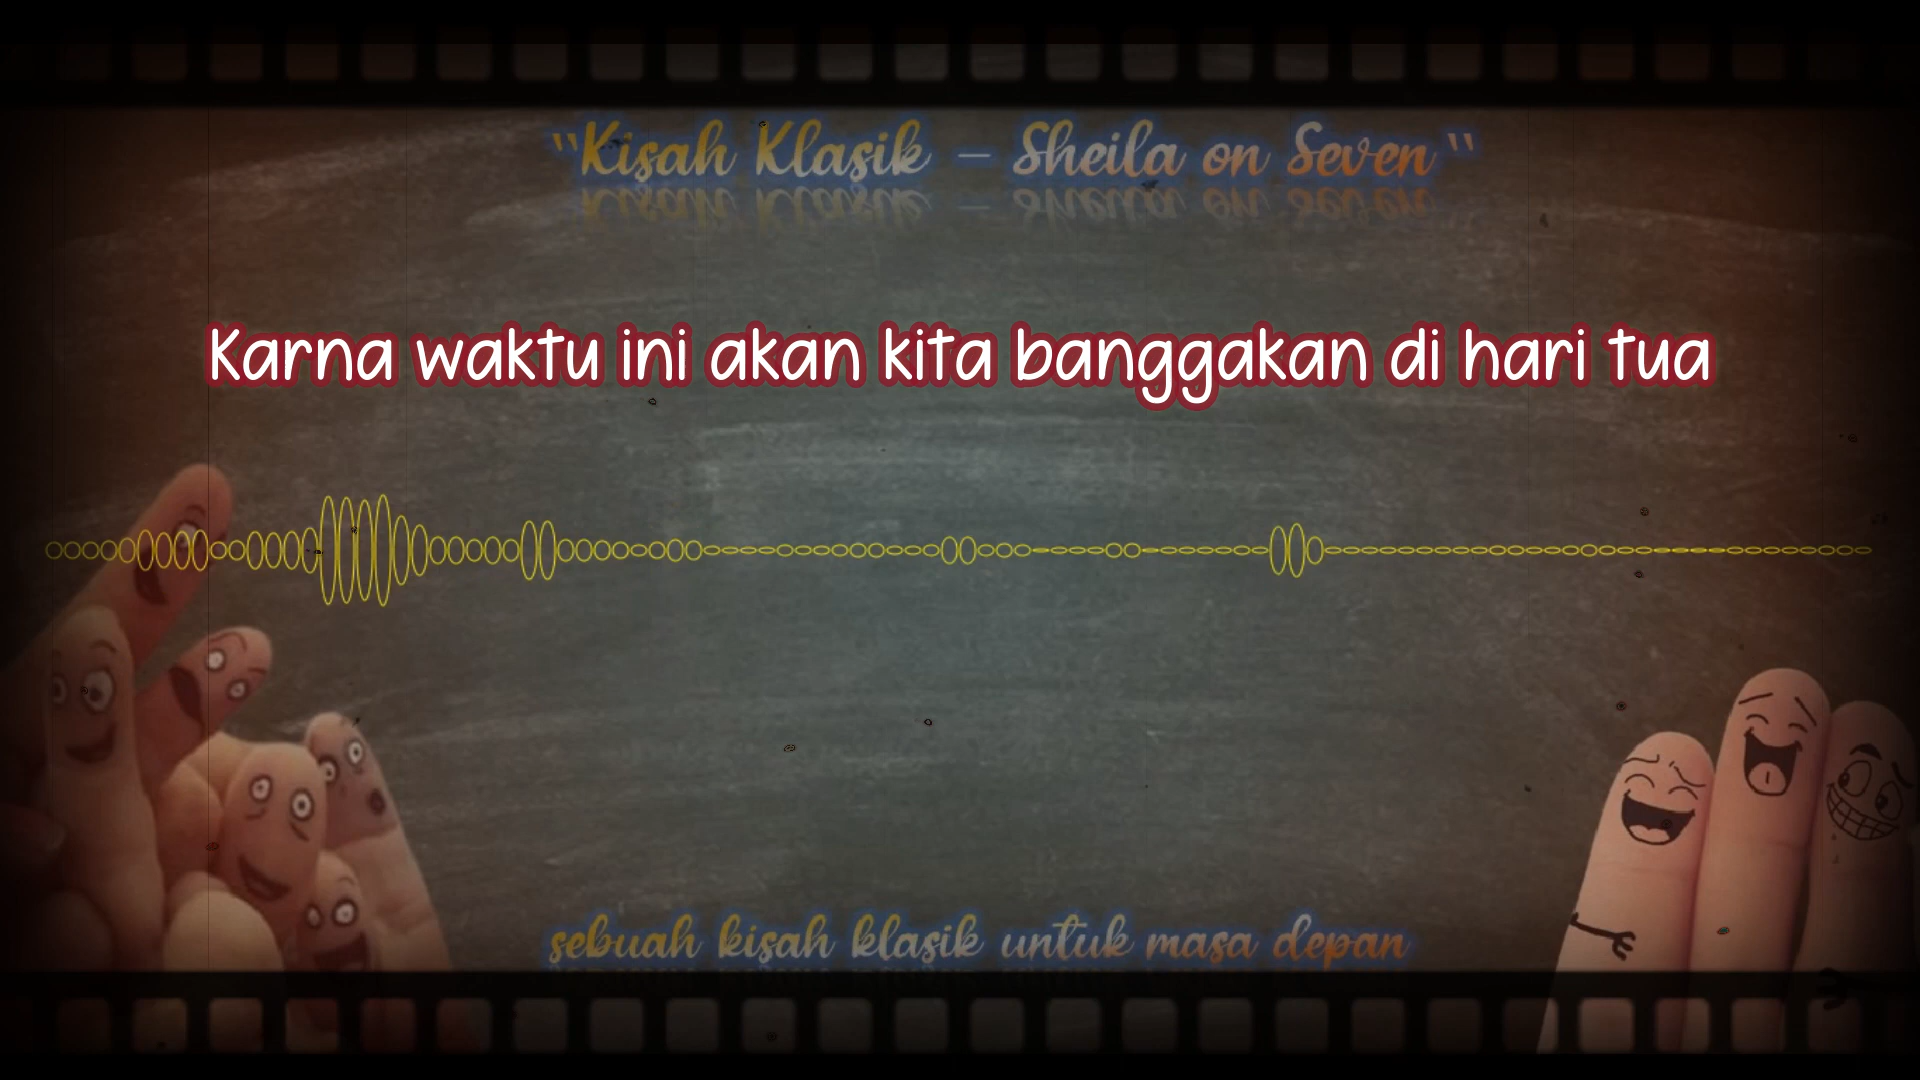 "Kisah Klasik – Sheila on Seven"
Karna waktu ini akan kita banggakan di hari tua
sebuah kisah klasik untuk masa depan